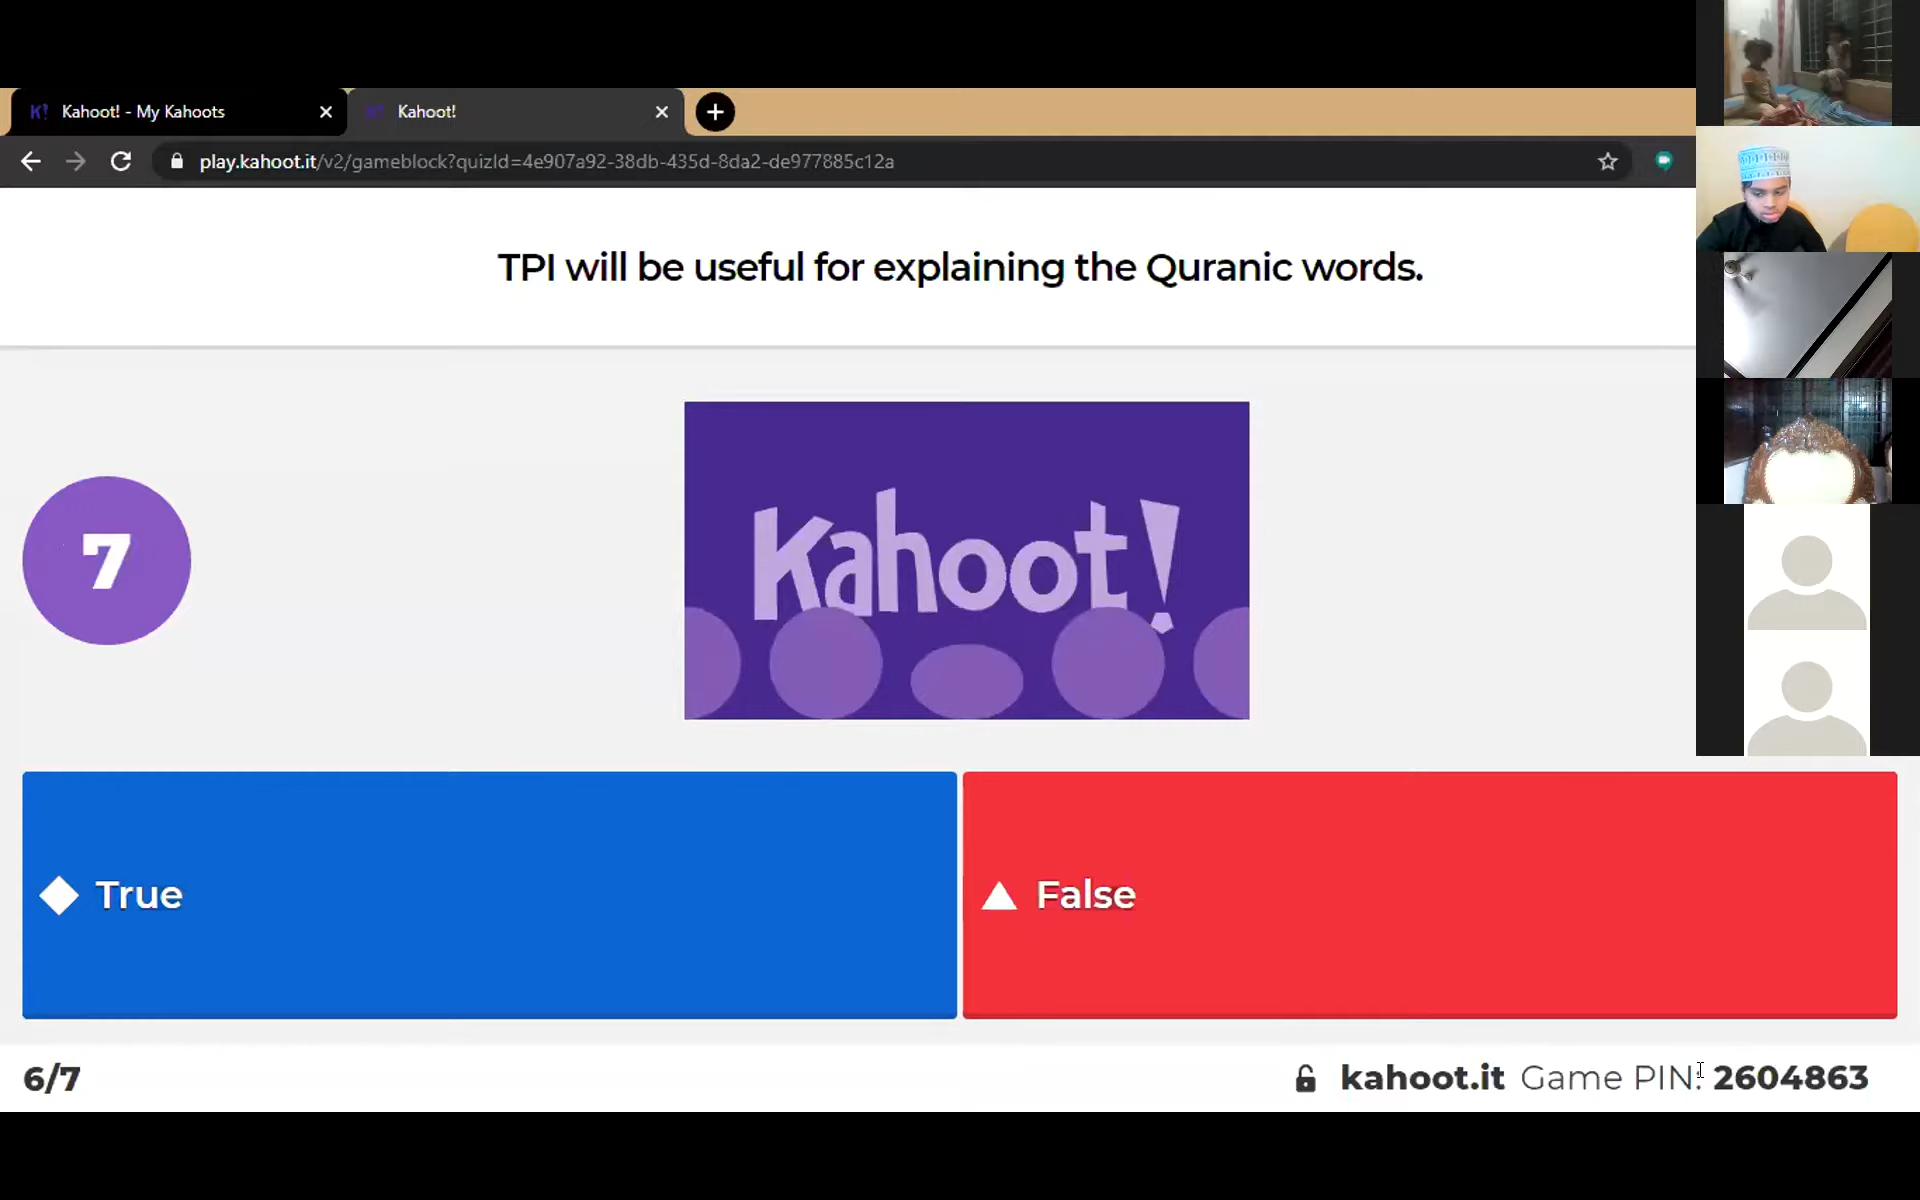 Kahoot! - My Kahoots
Kahoot!
play.kahoot.it/v2/gameblock?quizId=4e907a92-38db-435d-8da2-de977885c12a
TPI will be useful for explaining the Quranic words.
7
Kahoot!
True
False
6/7
kahoot.it Game PIN: 2604863